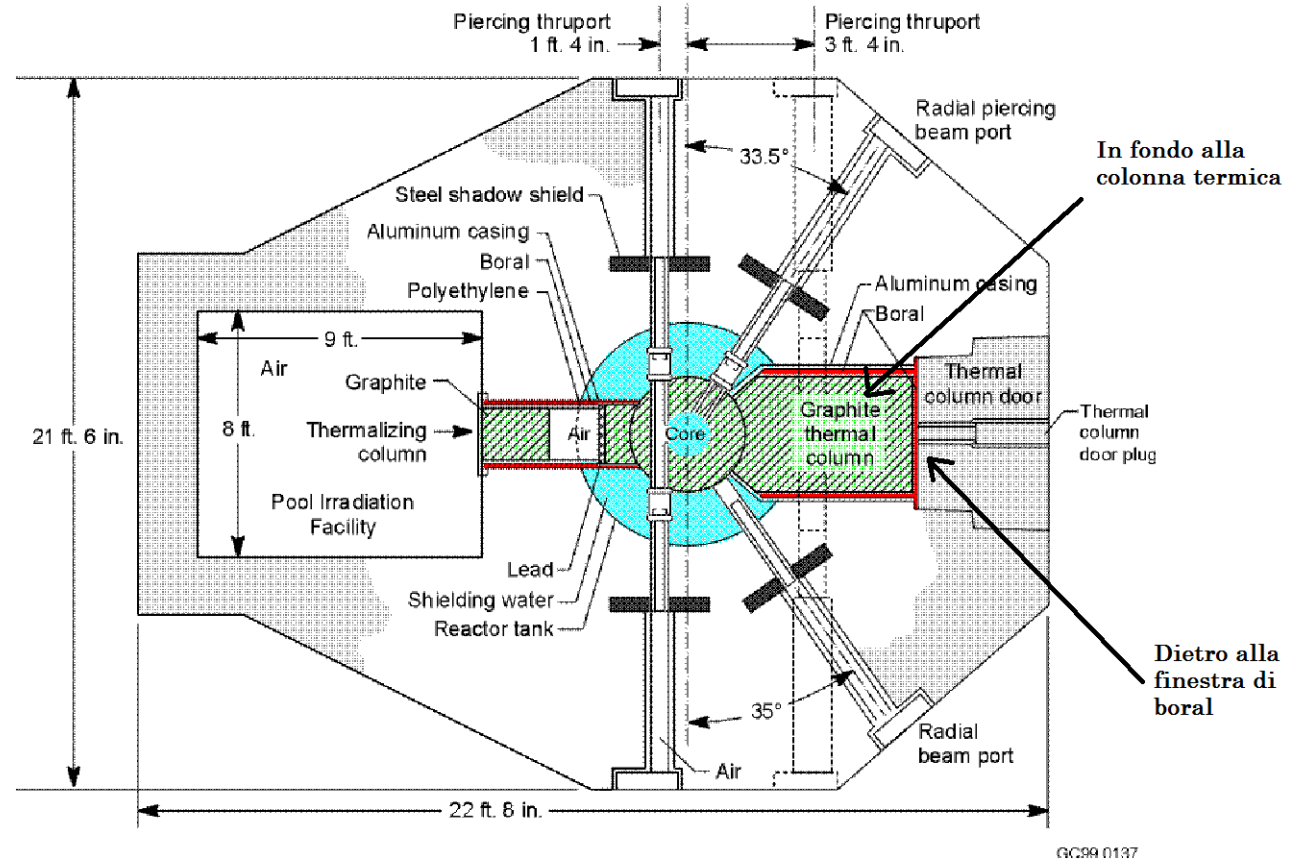 Piercing thruport
1 ft. 4 in.
Piercing thruport
3 ft. 4 in.
Radial piercing
beam port
In fondo alla
colonna termica
33.5°
Steel shadow shield
Aluminum casing
Boral
Polyethylene
Aluminum casing
Boral
9 ft.
Air
Graphite
Thermalizing
column
8 ft.
21 ft. 6 in.
Air
Core
Graphite
thermal
column
Thermal
column door
Thermal
column
door plug
Pool Irradiation
Facility
Lead
Shielding water
Reactor tank
Dietro alla
finestra di
boral
35°
Radial
beam port
Air
22 ft. 8 in.
GC99 0137